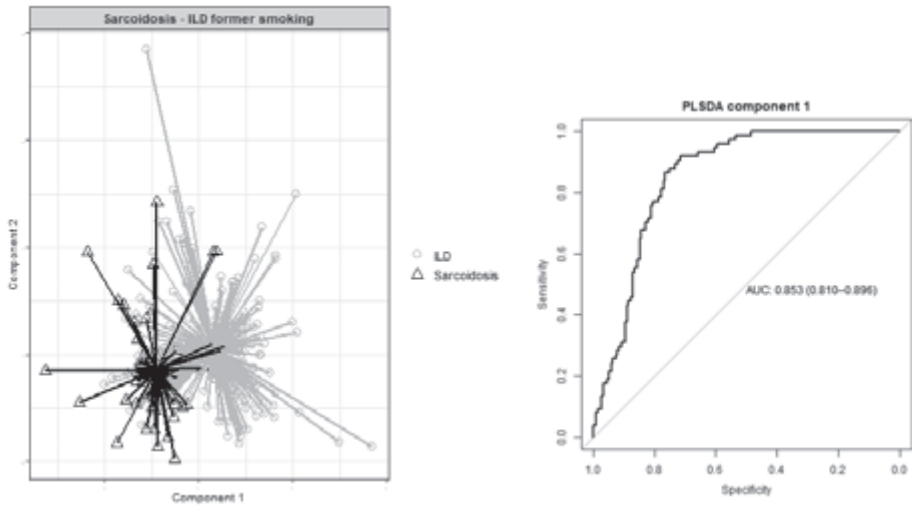 Sarcoidosis - ILD former smoking
Component 2
Component 1
ILD
Sarcoidosis
PLSDA component 1
Sensitivity
1.0
0.8
0.6
0.4
0.2
0.0
AUC: 0.853 (0.810–0.896)
1.0 0.8 0.6 0.4 0.2 0.0
Specificity